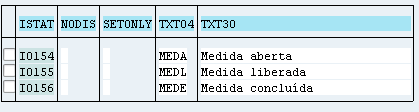 ISTAT NODIS SETONLY TXT04 TXT30
I0154 MEDA Medida aberta
I0155 MEDL Medida liberada
I0156 MEDE Medida concluída